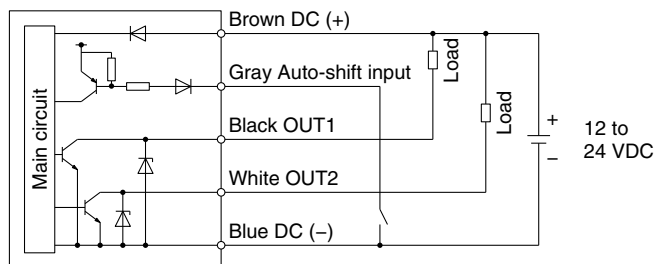 Brown DC (+)
Gray Auto-shift input
Black OUT1
White OUT2
Blue DC (−)
Main circuit
Load
Load
+
−
12 to
24 VDC